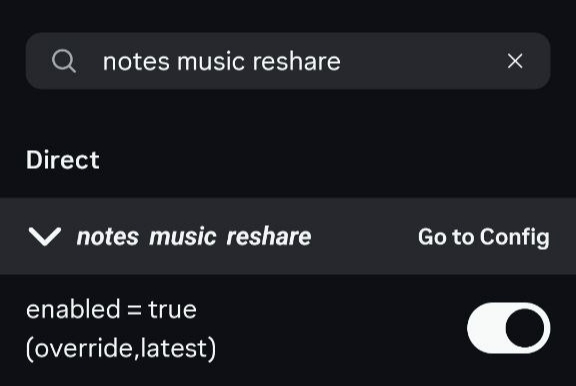 notes music reshare
Direct
notes music reshare Go to Config
enabled = true
(override,latest)